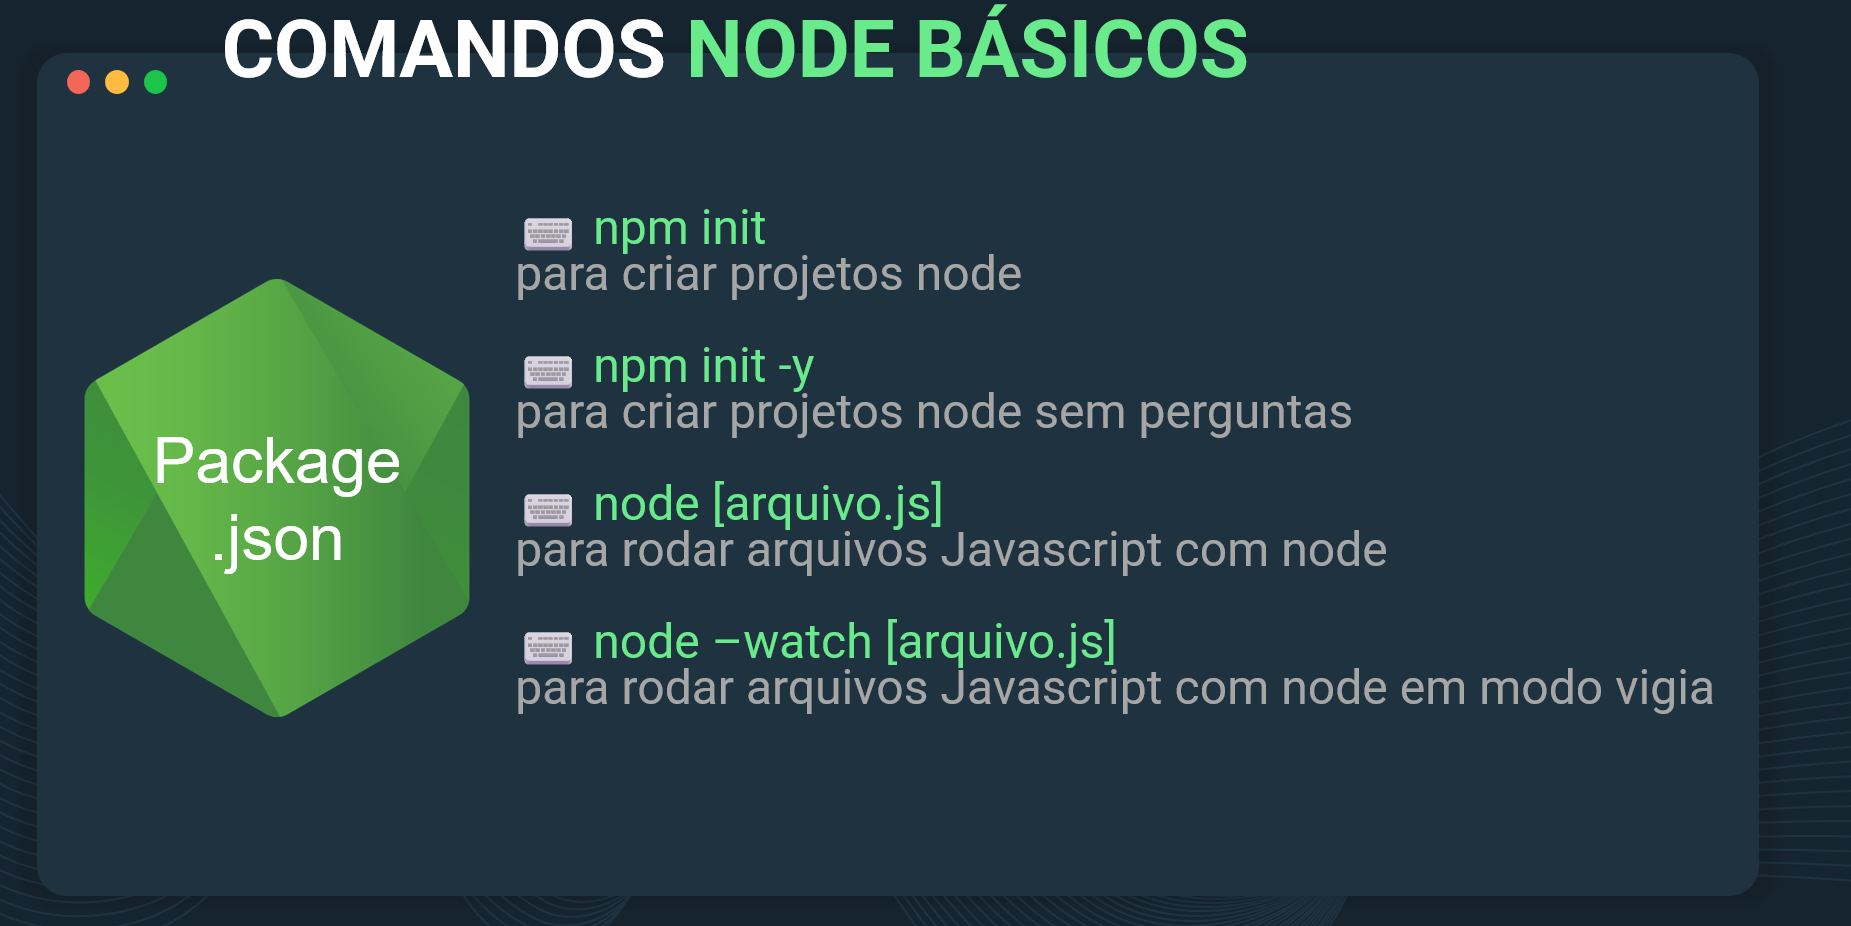 COMANDOS NODE BÁSICOS
npm init
para criar projetos node
npm init -y
para criar projetos node sem perguntas
node [arquivo.js]
para rodar arquivos Javascript com node
node –watch [arquivo.js]
para rodar arquivos Javascript com node em modo vigia
Package
.json